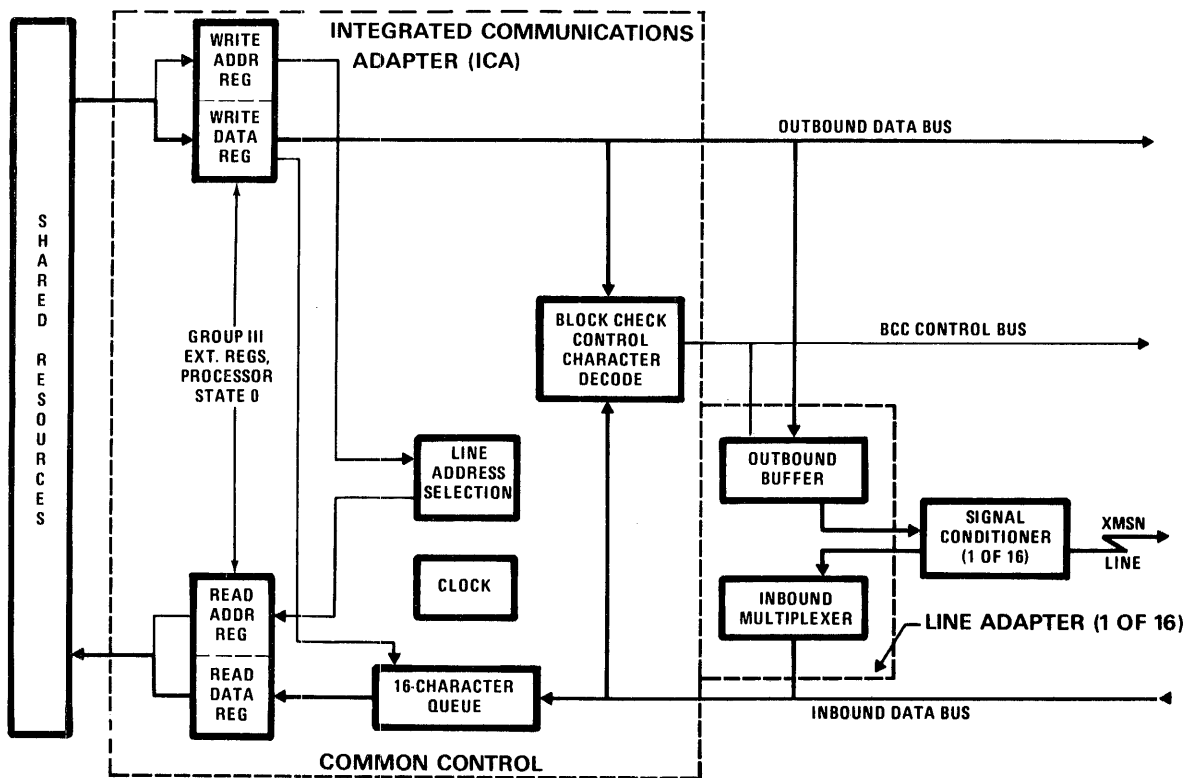 INTEGRATED COMMUNICATIONS
ADAPTER (ICA)
WRITE
ADDR
REG
WRITE
DATA
REG
OUTBOUND DATA BUS
SHARED RESOURCES
GROUP III
EXT. REGS,
PROCESSOR
STATE 0
BLOCK CHECK
CONTROL
CHARACTER
DECODE
BCC CONTROL BUS
LINE
ADDRESS
SELECTION
OUTBOUND
BUFFER
SIGNAL
CONDITIONER
(1 OF 16)
XMSN
LINE
CLOCK
READ
ADDR
REG
READ
DATA
REG
INBOUND
MULTIPLEXER
LINE ADAPTER (1 OF 16)
16-CHARACTER
QUEUE
INBOUND DATA BUS
COMMON CONTROL